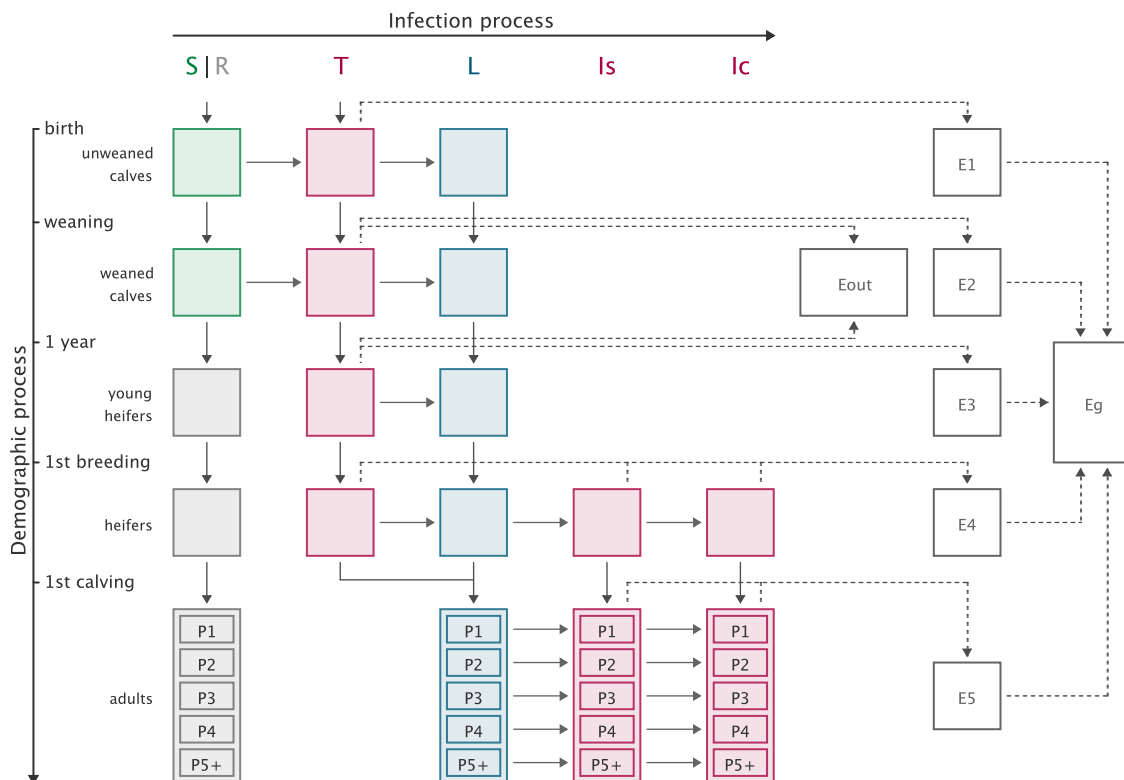 Infection process
S | R
T
L
Is
Ic
Demographic process
birth
unweaned
calves
E1
weaning
weaned
calves
Eout
E2
1 year
young
heifers
E3
Eg
1st breeding
heifers
E4
1st calving
adults
P1
P2
P3
P4
P5+
P1
P2
P3
P4
P5+
P1
P2
P3
P4
P5+
P1
P2
P3
P4
P5+
E5